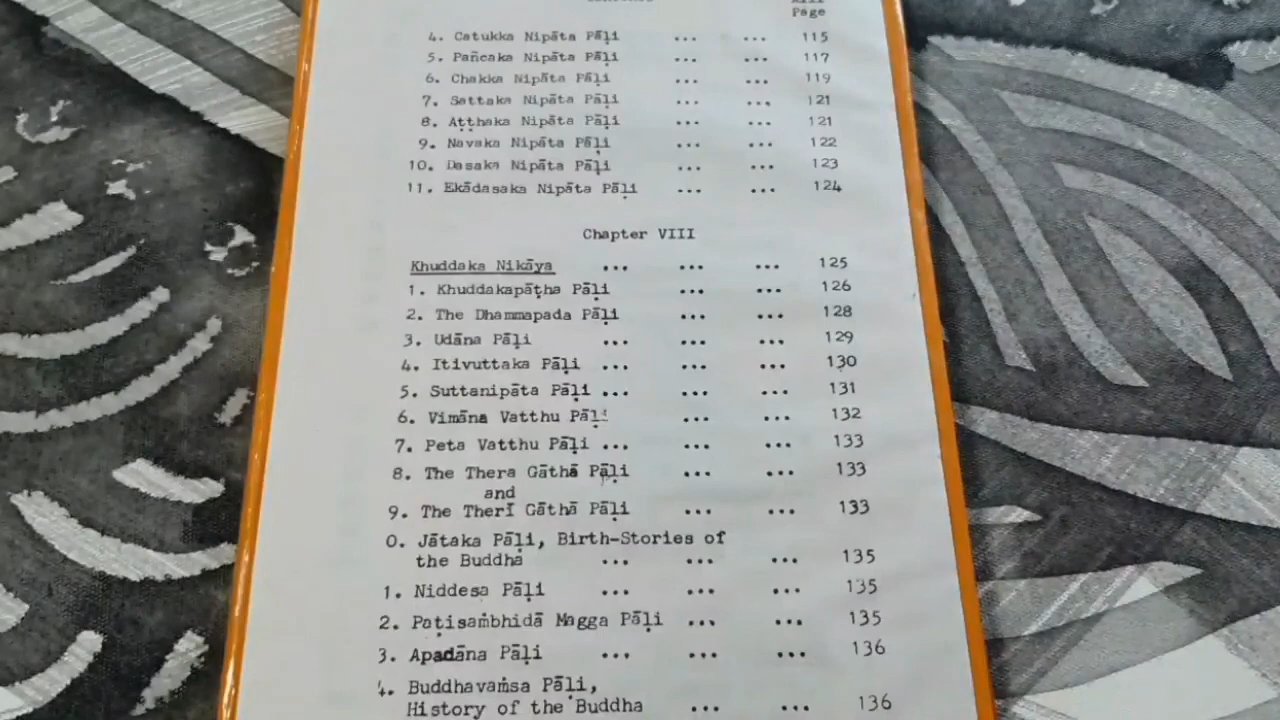 Page
4. Catukka Nipāta Pāḷi ... ... 115
5. Pañcaka Nipāta Pāḷi ... ... 117
6. Chakka Nipāta Pāḷi ... ... 119
7. Sattaka Nipāta Pāḷi ... ... 121
8. Aṭṭhaka Nipāta Pāḷi ... ... 121
9. Navaka Nipāta Pāḷi ... ... 122
10. Dasaka Nipāta Pāḷi ... ... 123
11. Ekādasaka Nipāta Pāḷi ... ... 124
Chapter VIII
Khuddaka Nikāya ... ... ... 125
1. Khuddakapāṭha Pāḷi ... ... 126
2. The Dhammapada Pāḷi ... ... 128
3. Udāna Pāḷi ... ... ... 129
4. Itivuttaka Pāḷi ... ... ... 130
5. Suttanipāta Pāḷi ... ... ... 131
6. Vimāna Vatthu Pāḷi ... ... 132
7. Peta Vatthu Pāḷi ... ... ... 133
8. The Thera Gāthā Pāḷi ... ... 133
and
9. The Therī Gāthā Pāḷi ... ... 133
0. Jātaka Pāḷi, Birth-Stories of
the Buddha ... ... ... 135
1. Niddesa Pāḷi ... ... ... 135
2. Paṭisaṁbhidā Magga Pāḷi ... ... 135
3. Apadāna Pāḷi ... ... ... 136
4. Buddhavaṁsa Pāḷi,
History of the Buddha ... ... 136